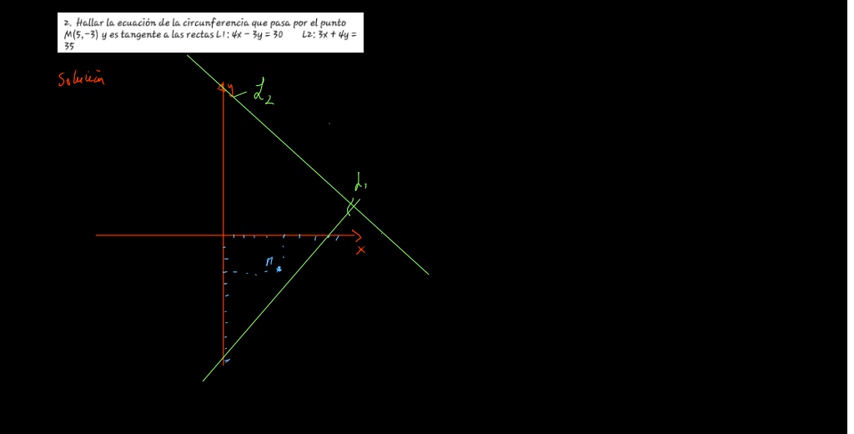 2. Hallar la ecuación de la circunferencia que pasa por el punto
M(5,-3) y es tangente a las rectas L1: 4x - 3y = 30 L2: 3x + 4y =
35
Solución
y
L2
L1
x
M